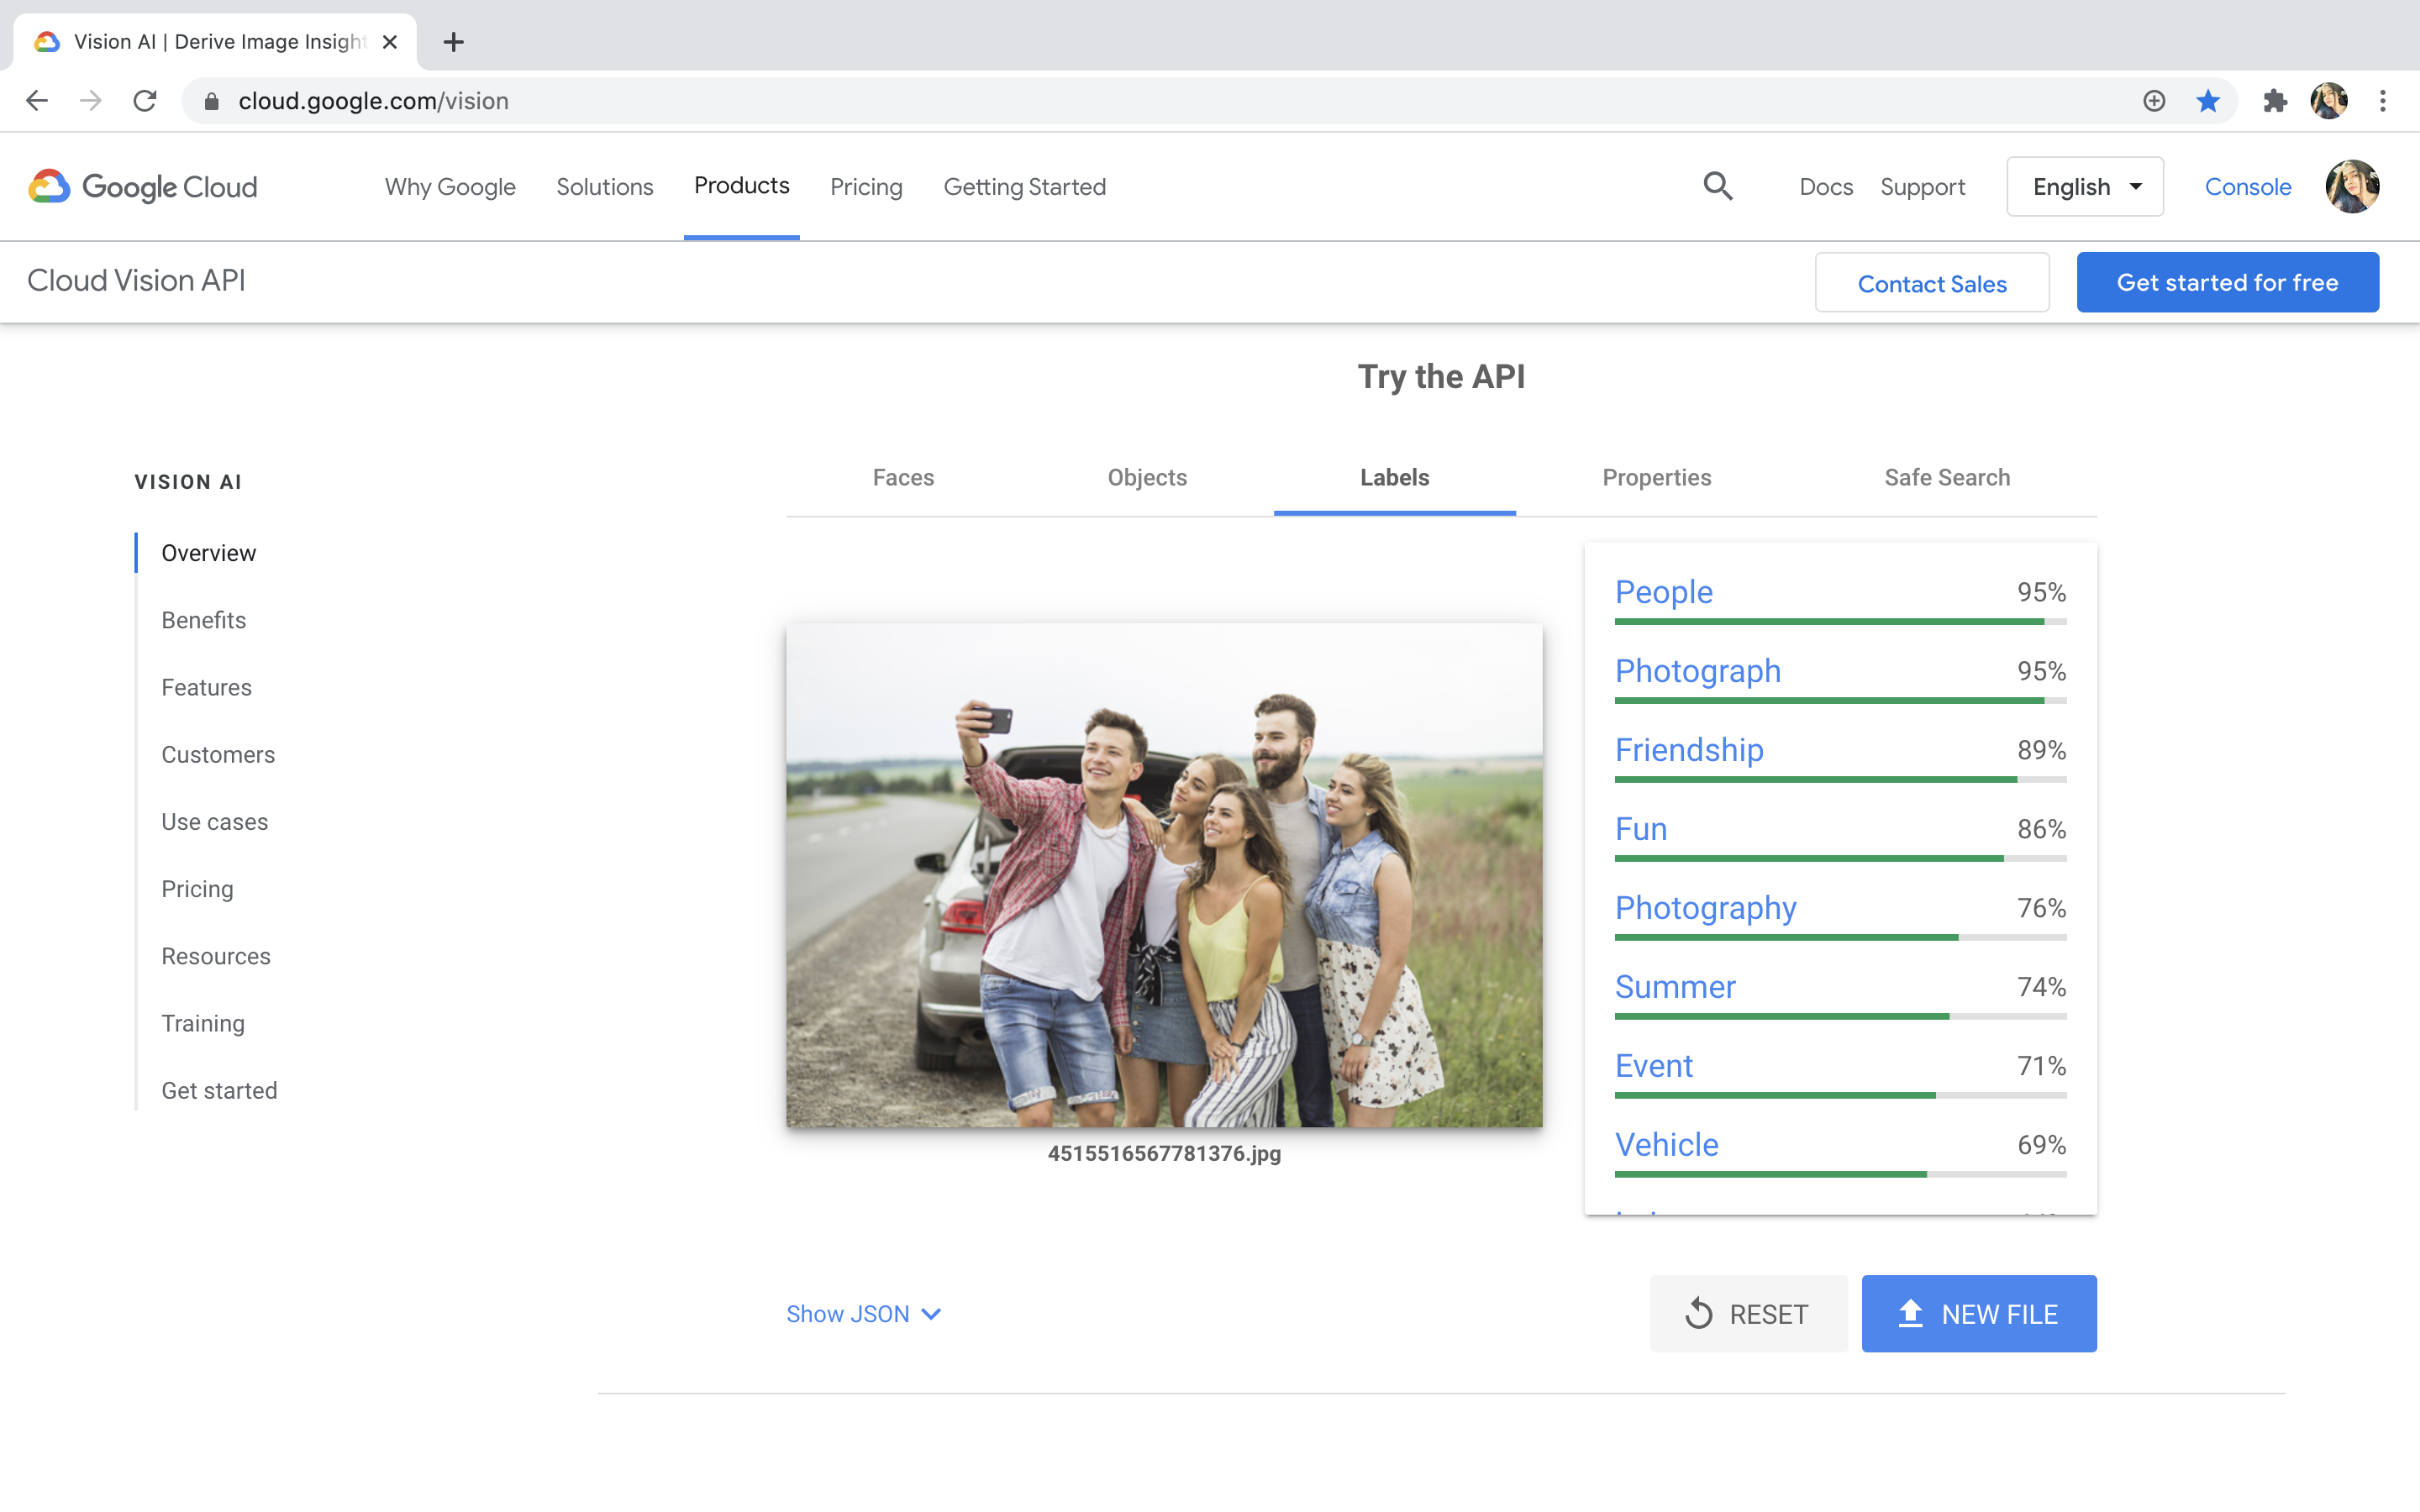 Vision AI | Derive Image Insight
cloud.google.com/vision
Google Cloud
Why Google
Solutions
Products
Pricing
Getting Started
Docs
Support
English
Console
Cloud Vision API
Contact Sales
Get started for free
Try the API
VISION AI
Overview
Benefits
Features
Customers
Use cases
Pricing
Resources
Training
Get started
Faces
Objects
Labels
Properties
Safe Search
4515516567781376.jpg
People 95%
Photograph 95%
Friendship 89%
Fun 86%
Photography 76%
Summer 74%
Event 71%
Vehicle 69%
Show JSON
RESET
NEW FILE